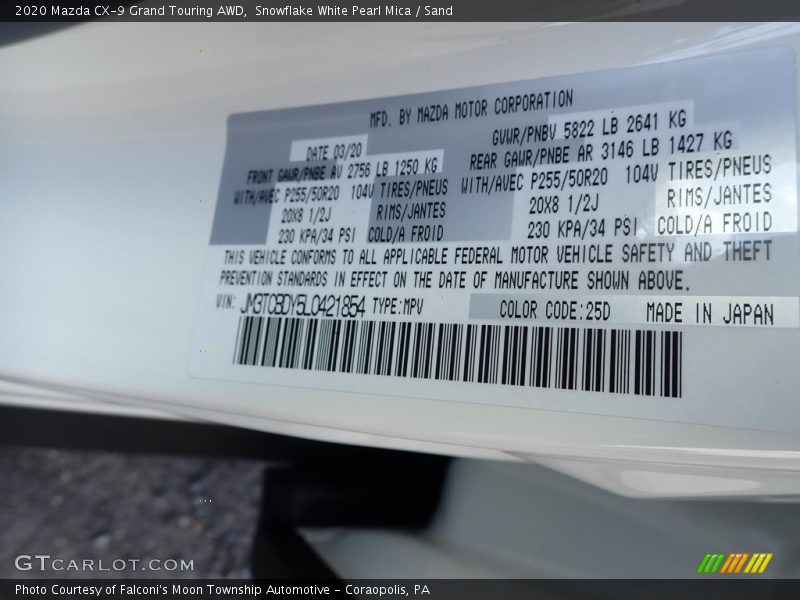 2020 Mazda CX-9 Grand Touring AWD, Snowflake White Pearl Mica / Sand
MFD. BY MAZDA MOTOR CORPORATION
DATE 03/20 GVWR/PNBV 5822 LB 2641 KG
FRONT GAWR/PNBE AV 2756 LB 1250 KG REAR GAWR/PNBE AR 3146 LB 1427 KG
WITH/AVEC P255/50R20 104V TIRES/PNEUS WITH/AVEC P255/50R20 104V TIRES/PNEUS
20X8 1/2J RIMS/JANTES 20X8 1/2J RIMS/JANTES
230 KPA/34 PSI COLD/A FROID 230 KPA/34 PSI COLD/A FROID
THIS VEHICLE CONFORMS TO ALL APPLICABLE FEDERAL MOTOR VEHICLE SAFETY AND THEFT
PREVENTION STANDARDS IN EFFECT ON THE DATE OF MANUFACTURE SHOWN ABOVE.
VIN: JM3TCBDY5L0421854 TYPE:MPV COLOR CODE:25D MADE IN JAPAN
GTCARLOT.COM
Photo Courtesy of Falconi's Moon Township Automotive - Coraopolis, PA